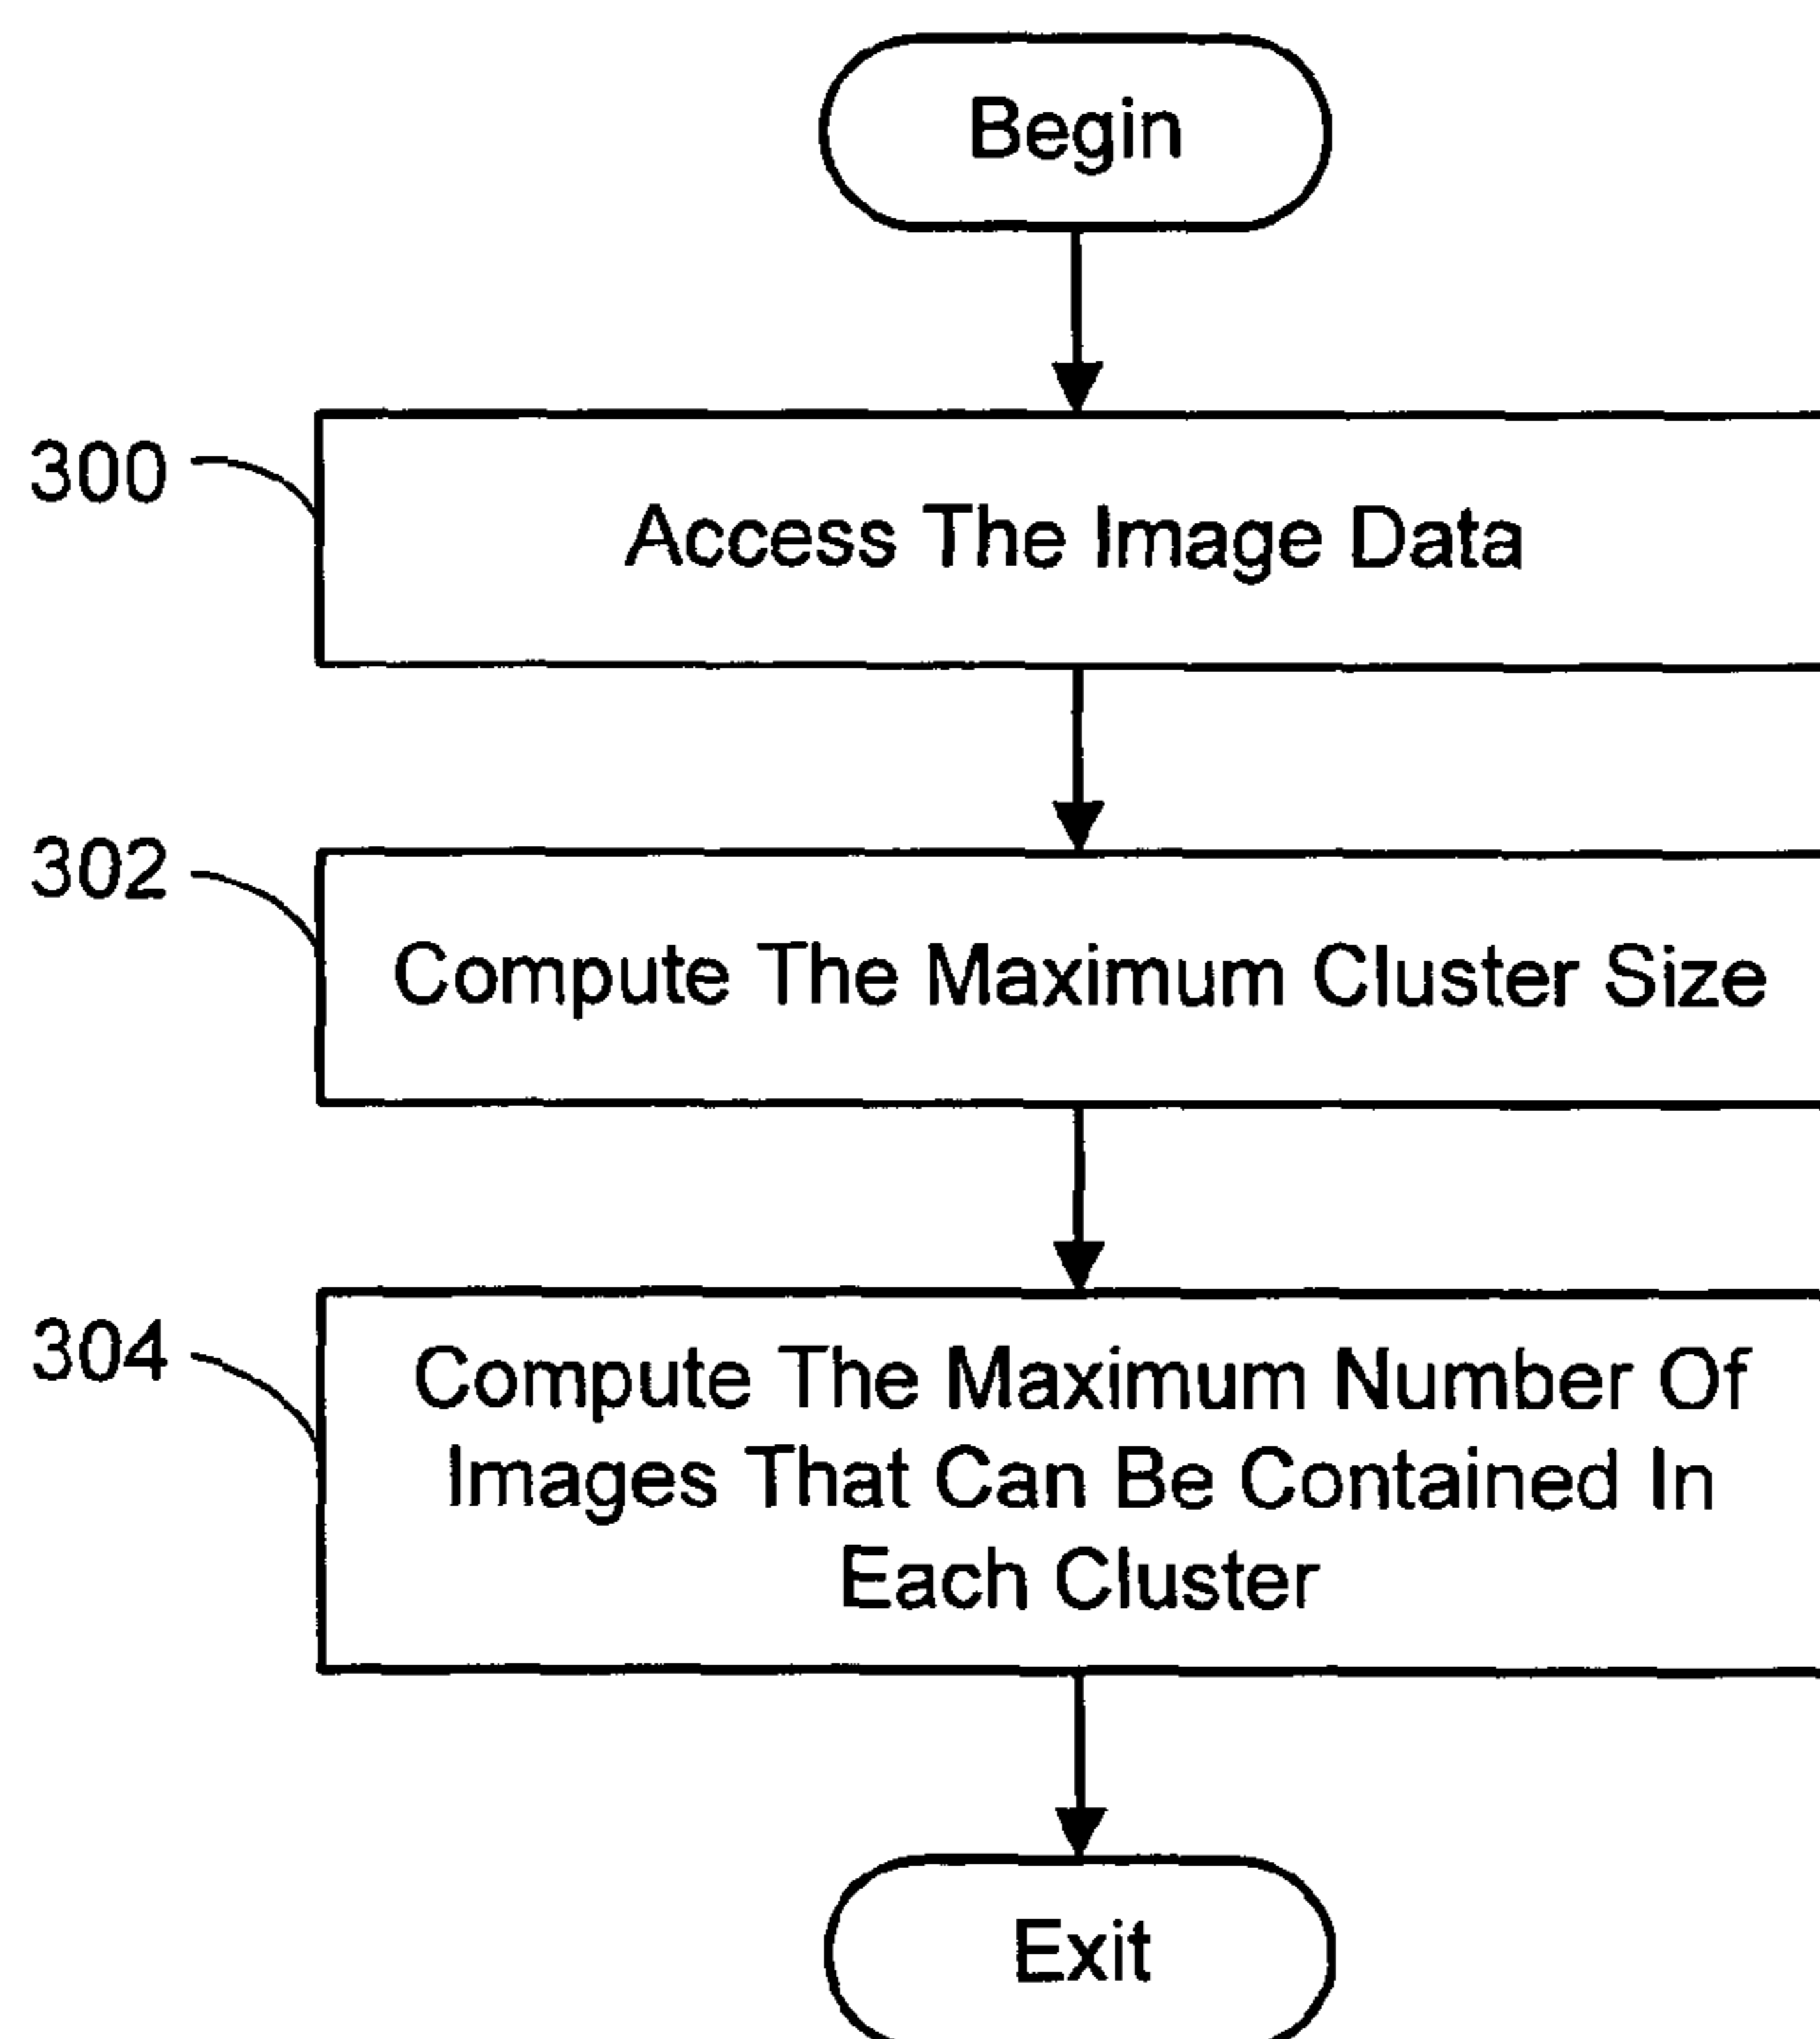 Begin
300
Access The Image Data
302
Compute The Maximum Cluster Size
304
Compute The Maximum Number Of
Images That Can Be Contained In
Each Cluster
Exit